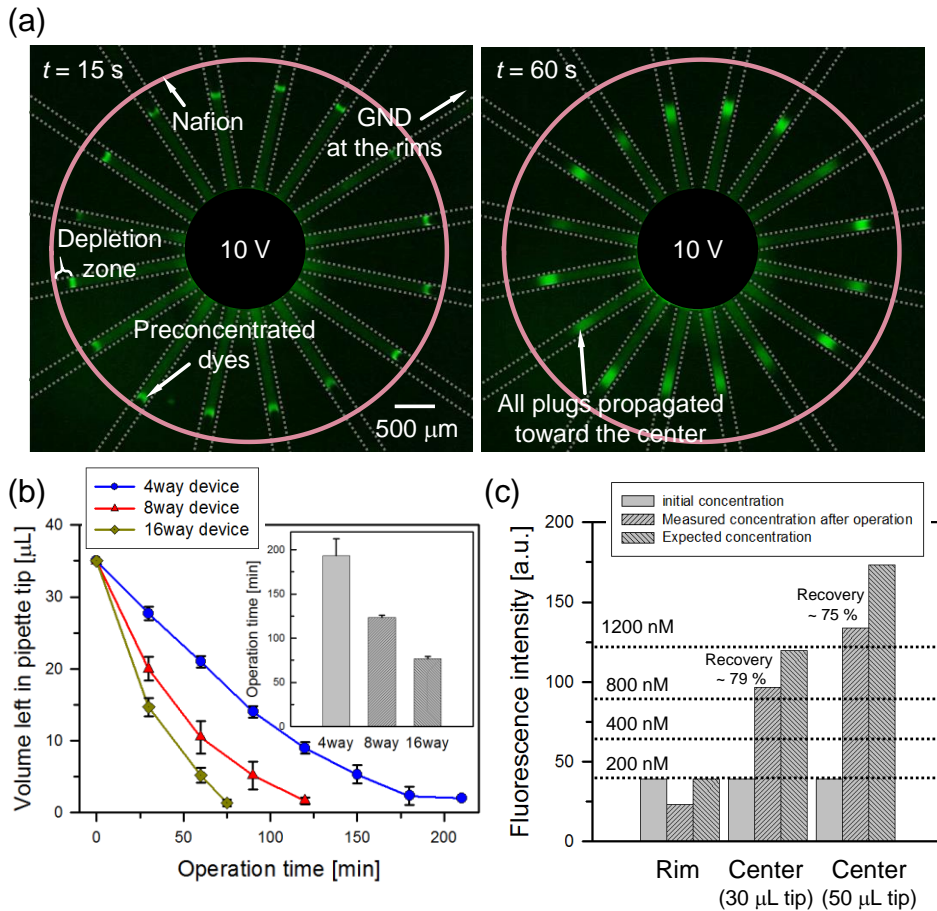 (a)
t = 15 s
Nafion
GND
at the rims
10 V
Depletion
zone
Preconcentrated
dyes
500 μm
t = 60 s
10 V
All plugs propagated
toward the center
(b)
4way device
8way device
16way device
Volume left in pipette tip [μL]
40
30
20
10
0
0
50
75
100
125
150
175
200
Operation time [min]
Operation time [min]
200
150
100
50
0
4way 8way 16way
(c)
initial concentration
Measured concentration after operation
Expected concentration
Fluorescence intensity [a.u.]
200
150
100
50
0
1200 nM
800 nM
400 nM
200 nM
Recovery
~ 79 %
Recovery
~ 75 %
Rim
Center
(30 μL tip)
Center
(50 μL tip)